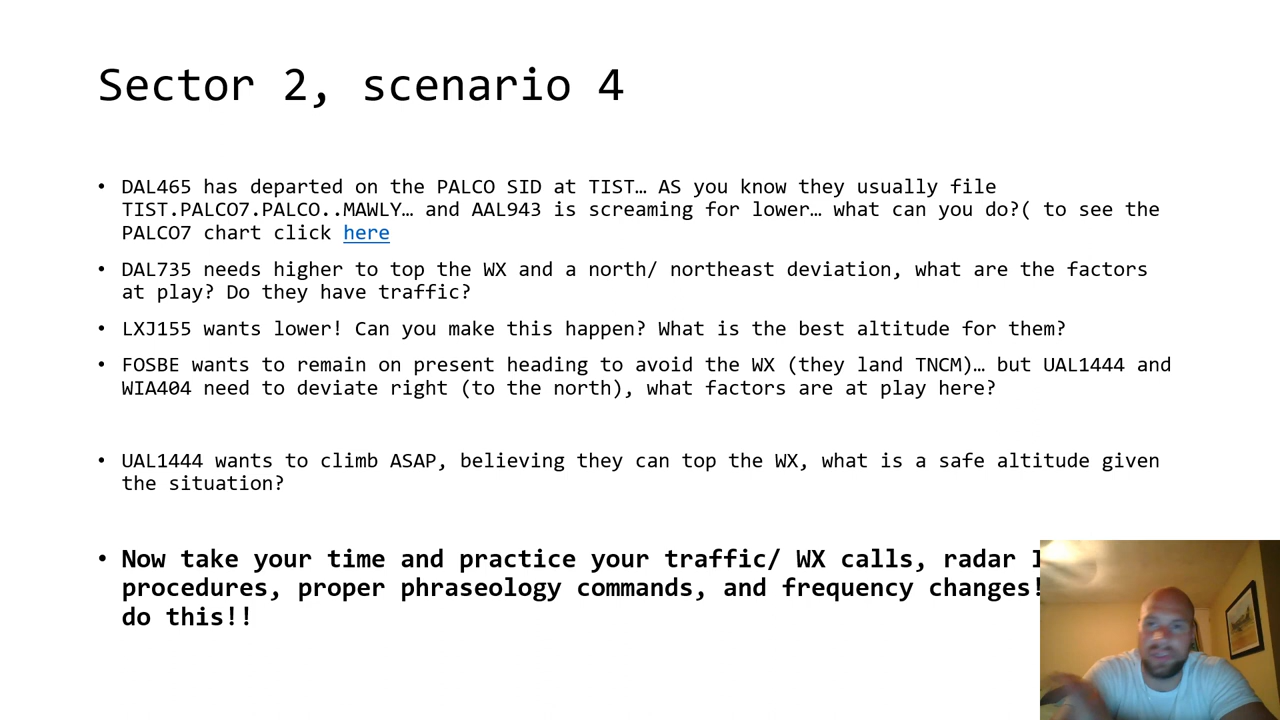 Sector 2, scenario 4
• DAL465 has departed on the PALCO SID at TIST… AS you know they usually file
TIST.PALCO7.PALCO..MAWLY… and AAL943 is screaming for lower… what can you do?( to see the
PALCO7 chart click here
• DAL735 needs higher to top the WX and a north/ northeast deviation, what are the factors
at play? Do they have traffic?
• LXJ155 wants lower! Can you make this happen? What is the best altitude for them?
• FOSBE wants to remain on present heading to avoid the WX (they land TNCM)… but UAL1444 and
WIA404 need to deviate right (to the north), what factors are at play here?
• UAL1444 wants to climb ASAP, believing they can top the WX, what is a safe altitude given
the situation?
• Now take your time and practice your traffic/ WX calls, radar
procedures, proper phraseology commands, and frequency changes!
do this!!